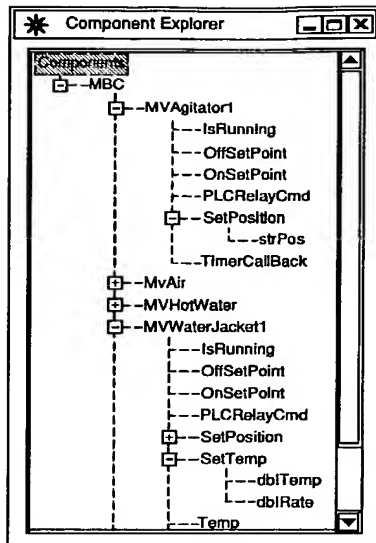 Component Explorer
Components
MBC
MVAgitator1
IsRunning
OffSetPoint
OnSetPoint
PLCRelayCmd
SetPosition
strPos
TimerCallBack
MvAir
MVHotWater
MVWaterJacket1
IsRunning
OffSetPoint
OnSetPoint
PLCRelayCmd
SetPosition
SetTemp
dblTemp
dblRate
Temp